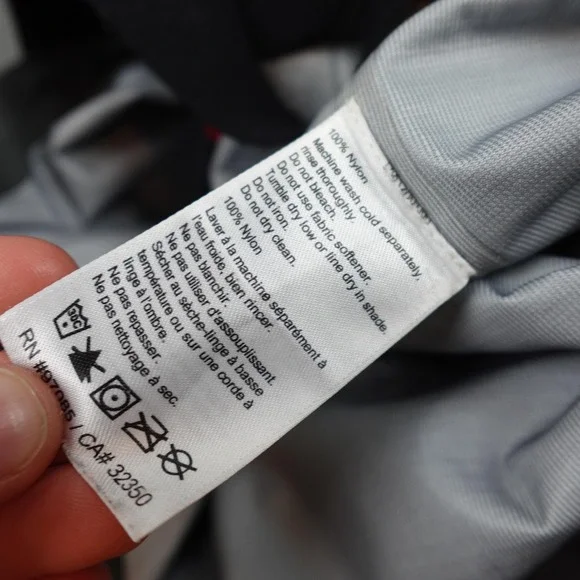 100% Nylon
Machine wash cold separately,
rinse thoroughly.
Do not bleach.
Do not use fabric softener.
Tumble dry low or lime dry in shade.
Do not iron.
Do not dry clean.
100% Nylon
Laver à la machine séparément à
l'eau froide, bien rincer.
Ne pas blanchir.
Ne pas utiliser d'assouplissant.
Sécher au sèche-linge à basse
température ou sur une corde à
linge à l'ombre.
Ne pas repasser.
Ne pas nettoyage à sec.
30C
RN / CA# 32350